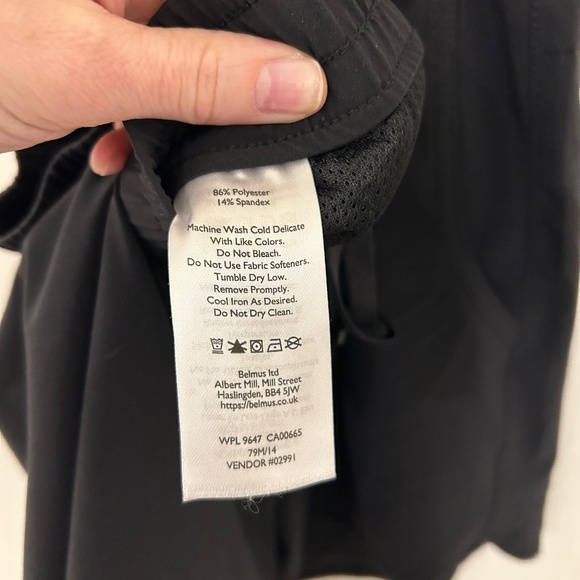 86% Polyester
14% Spandex
Machine Wash Cold Delicate
With Like Colors.
Do Not Bleach.
Do Not Use Fabric Softeners.
Tumble Dry Low.
Remove Promptly.
Cool Iron As Desired.
Do Not Dry Clean.
Belmus ltd
Albert Mill, Mill Street
Haslingden, BB4 5JW
https://belmus.co.uk
WPL 9647 CA00665
79M/14
VENDOR #02991